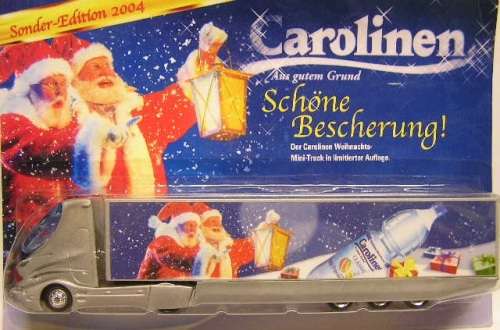 Sonder-Edition 2004
Carolinen
Aus gutem Grund
Schöne
Bescherung!
Der Carolinen Weihnachts-
Mini-Truck in limitierter Auflage.
Carolinen